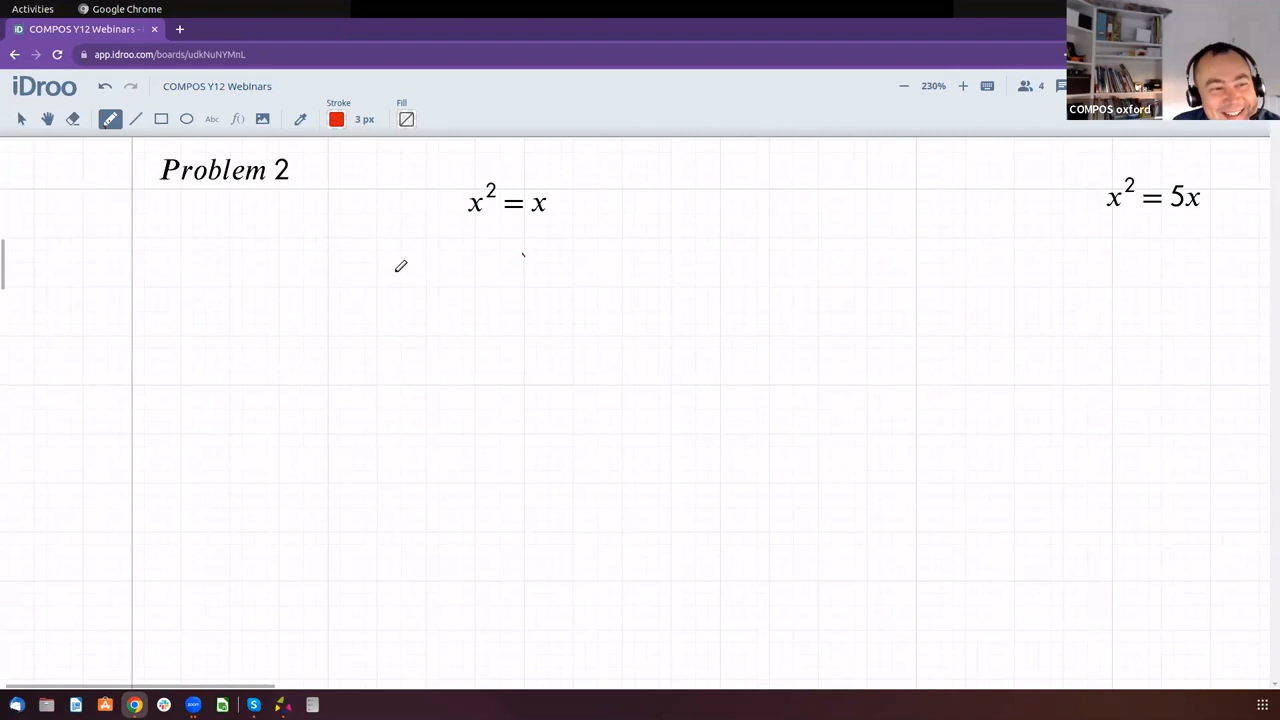 Activities Google Chrome
COMPOS Y12 Webinars -
app.idroo.com/boards/udkNuNYMnL
iDroo COMPOS Y12 Webinars 230% 4
Stroke Fill
Abc f() 3 px
COMPOS oxford
Problem 2
x² = x
x² = 5x